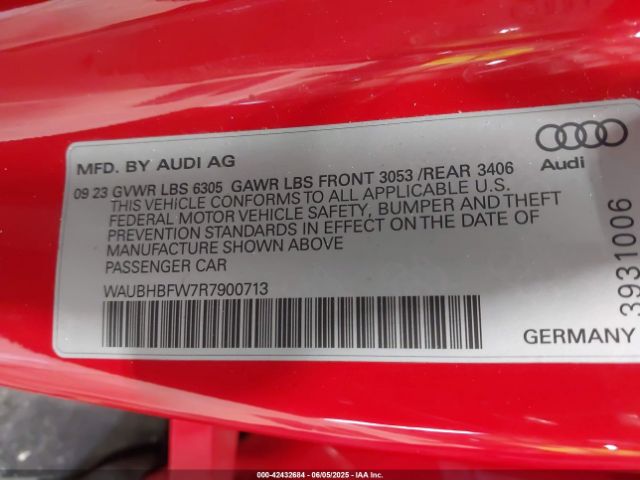 MFD. BY AUDI AG
Audi
09 23 GVWR LBS 6305 GAWR LBS FRONT 3053 /REAR 3406
THIS VEHICLE CONFORMS TO ALL APPLICABLE U.S.
FEDERAL MOTOR VEHICLE SAFETY, BUMPER AND THEFT
PREVENTION STANDARDS IN EFFECT ON THE DATE OF
MANUFACTURE SHOWN ABOVE
PASSENGER CAR
WAUBHBFW7R7900713
GERMANY
3931006
000-42432684 | 06/05/2025 - IAAI, Inc.